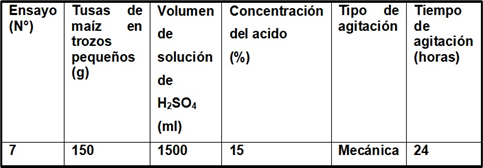 Ensayo
(N°)
Tusas de
maíz en
trozos
pequeños
(g)
Volumen
de
solución
de
H₂SO₄
(ml)
Concentración
del acido
(%)
Tipo de
agitación
Tiempo
de
agitación
(horas)
7
150
1500
15
Mecánica
24